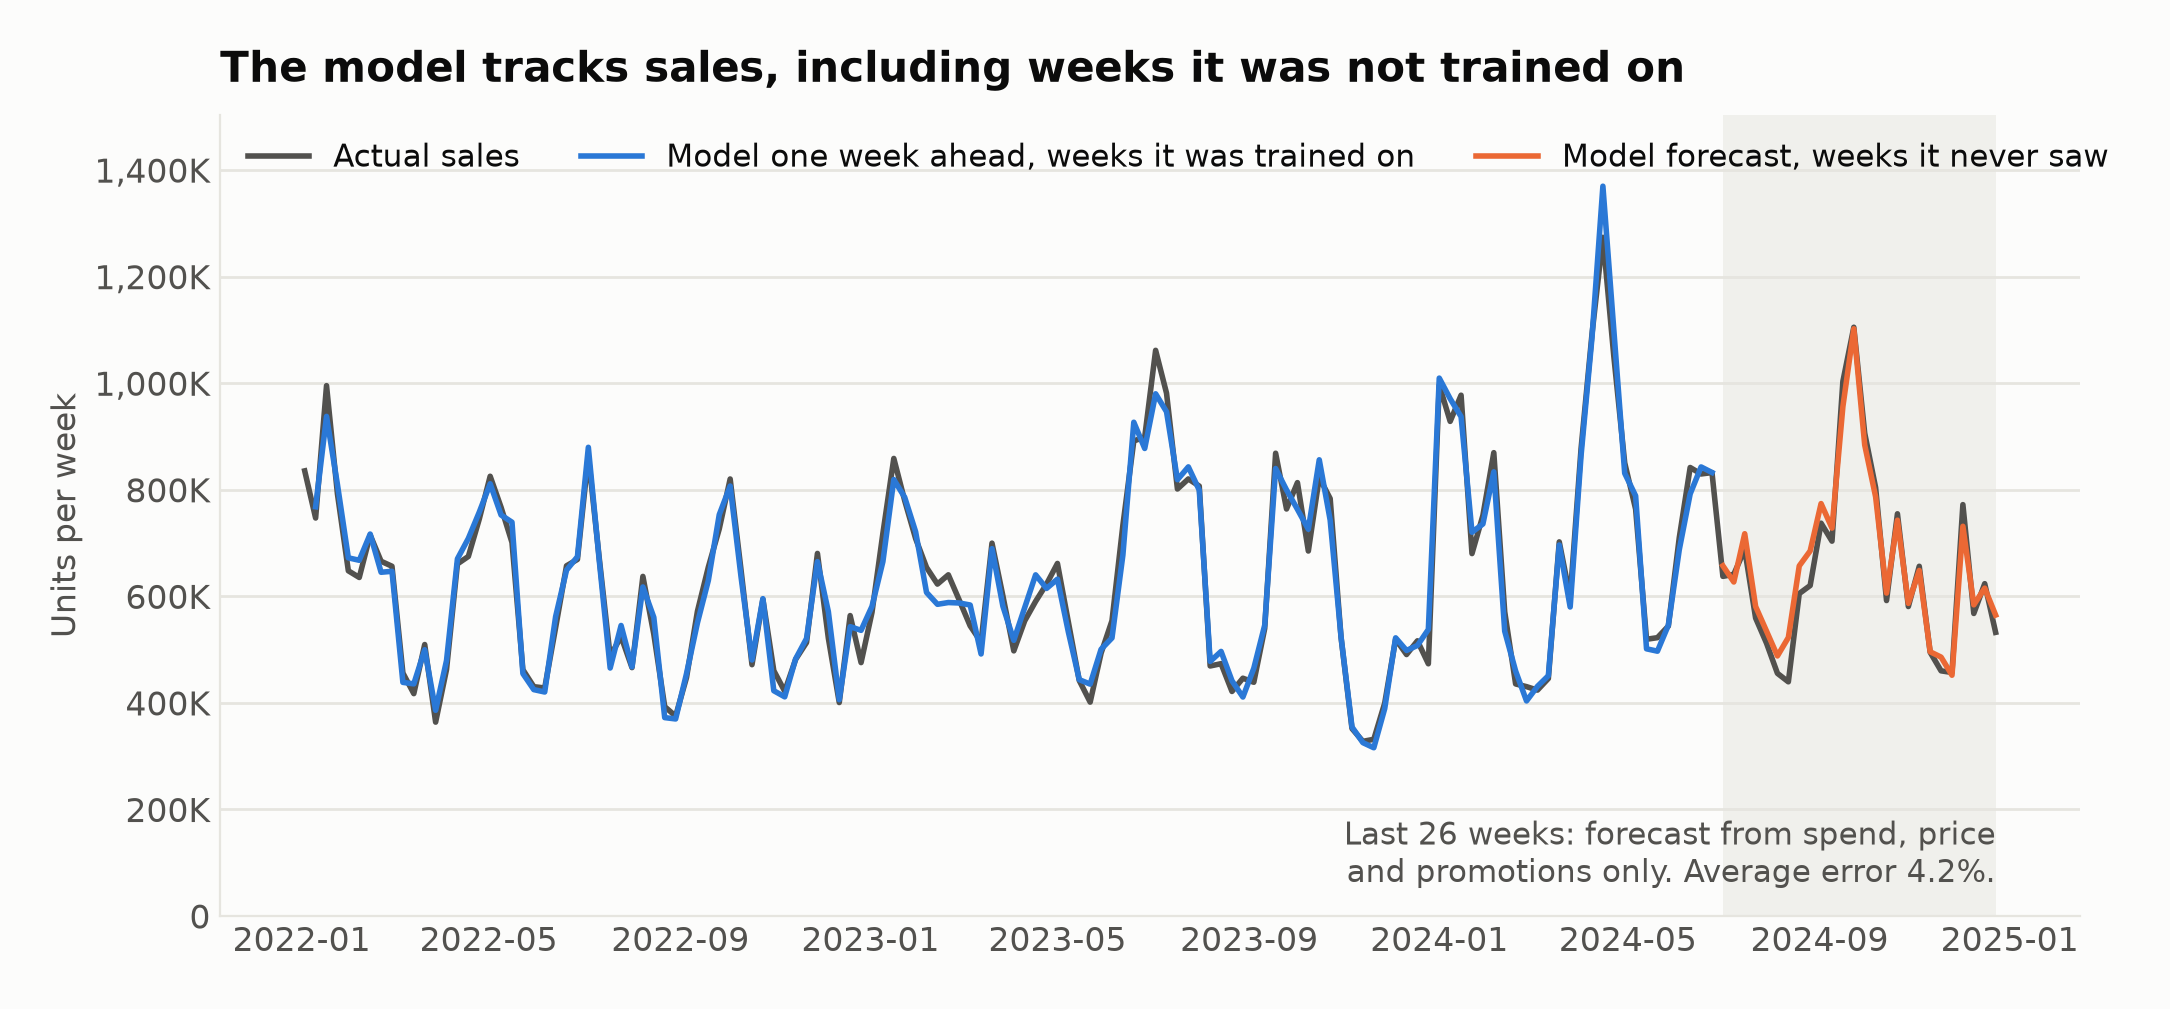 The model tracks sales, including weeks it was not trained on
Actual sales
Model one week ahead, weeks it was trained on
Model forecast, weeks it never saw
Units per week
1,400K
1,200K
1,000K
800K
600K
400K
200K
0
Last 26 weeks: forecast from spend, price
and promotions only. Average error 4.2%.
2022-01 2022-05 2022-09 2023-01 2023-05 2023-09 2024-01 2024-05 2024-09 2025-01